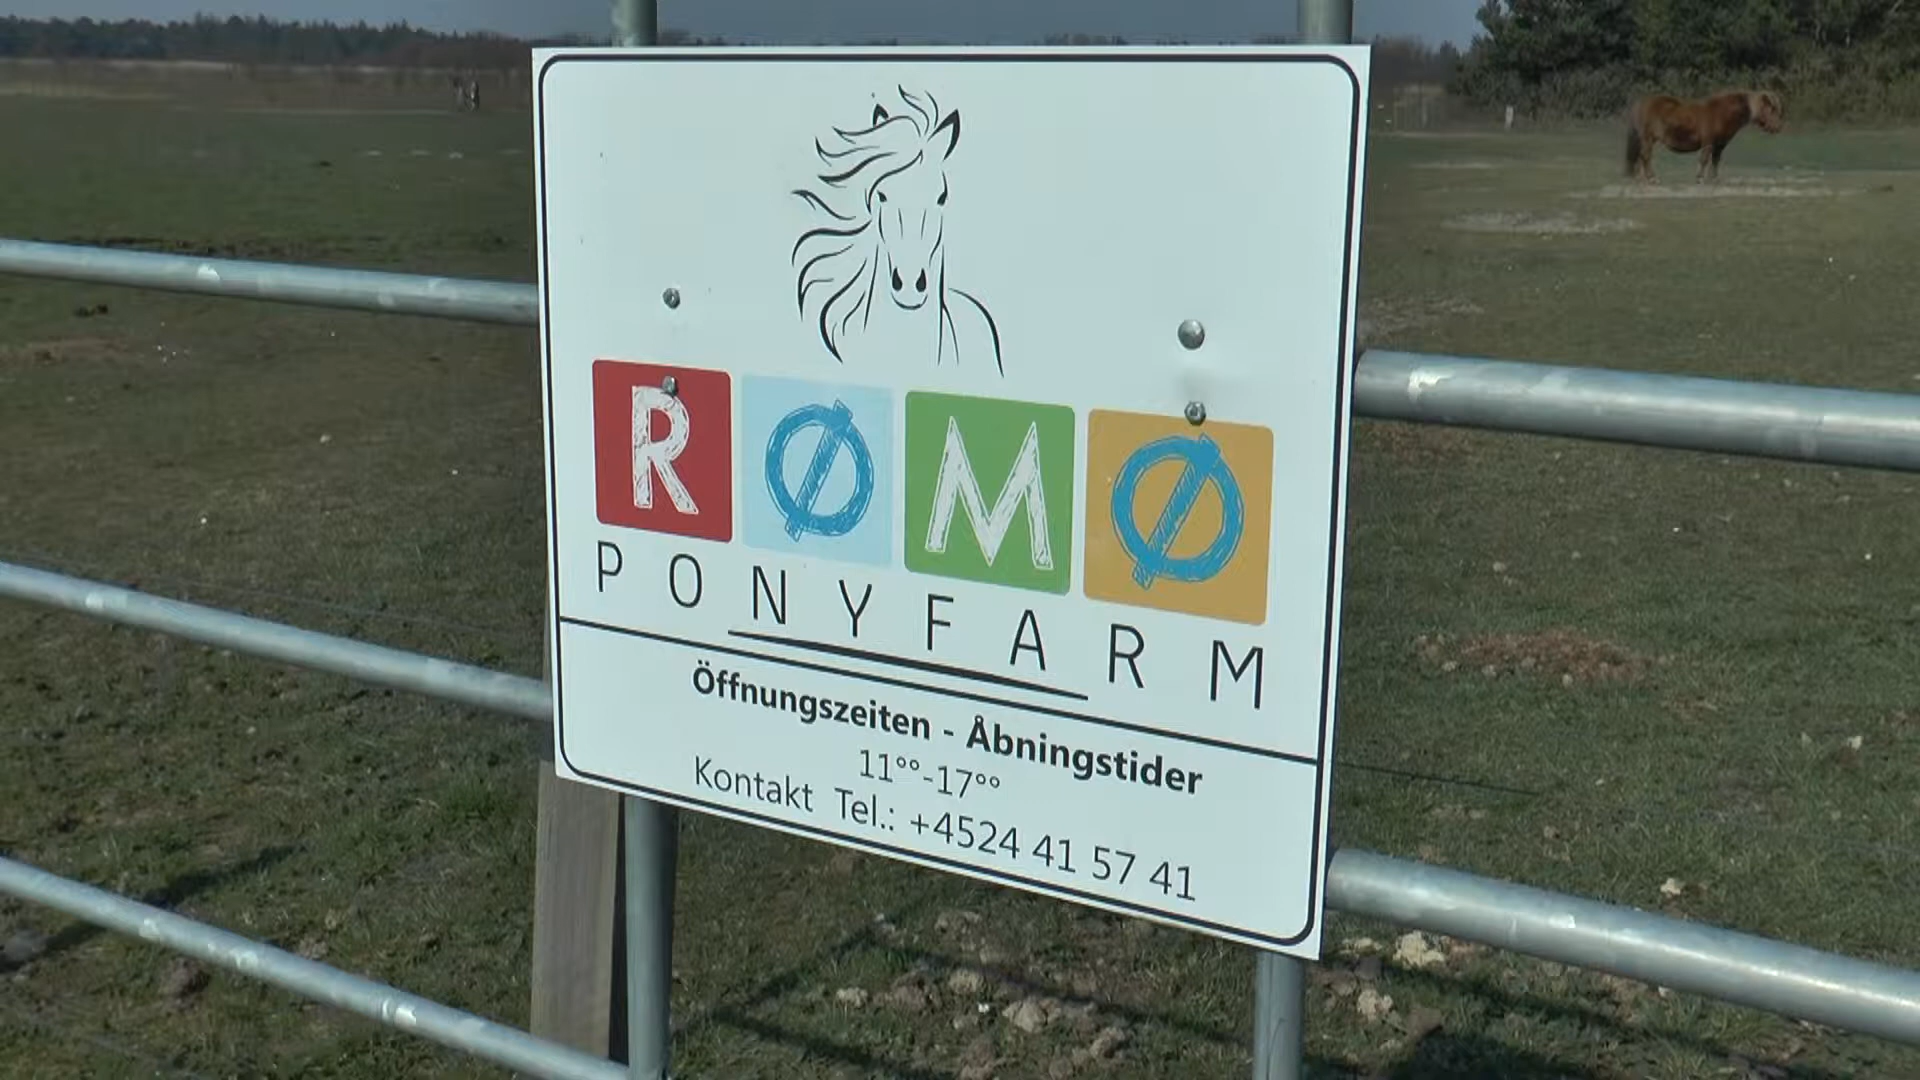 RØMØ
PONYFARM
Öffnungszeiten - Åbningstider
11°°-17°°
Kontakt Tel.: +4524 41 57 41